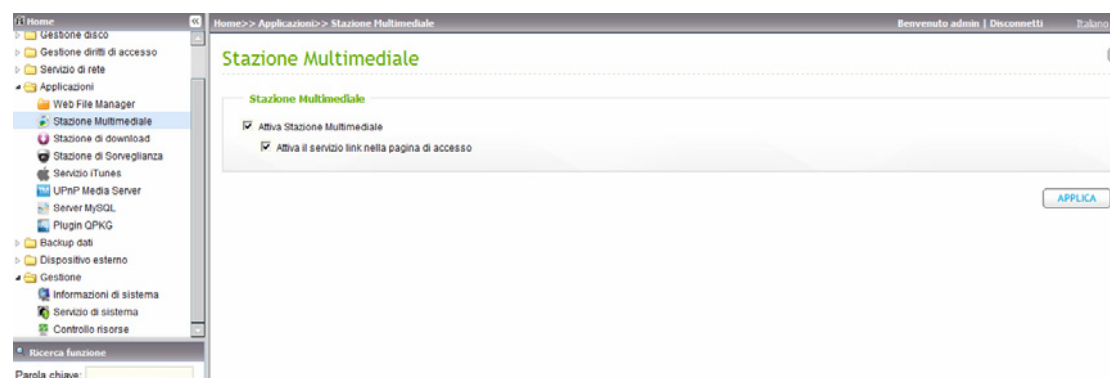 Home
Home>> Applicazioni>> Stazione Multimediale
Benvenuto admin | Disconnetti
Italiano
Gestione disco
Gestione diritti di accesso
Servizio di rete
Applicazioni
Web File Manager
Stazione Multimediale
Stazione di download
Stazione di Sorveglianza
Servizio iTunes
UPnP Media Server
Server MySQL
Plugin QPKG
Backup dati
Dispositivo esterno
Gestione
Informazioni di sistema
Servizio di sistema
Controllo risorse
Ricerca funzione
Parola chiave:
Stazione Multimediale
Stazione Multimediale
Attiva Stazione Multimediale
Attiva il servizio link nella pagina di accesso
APPLICA